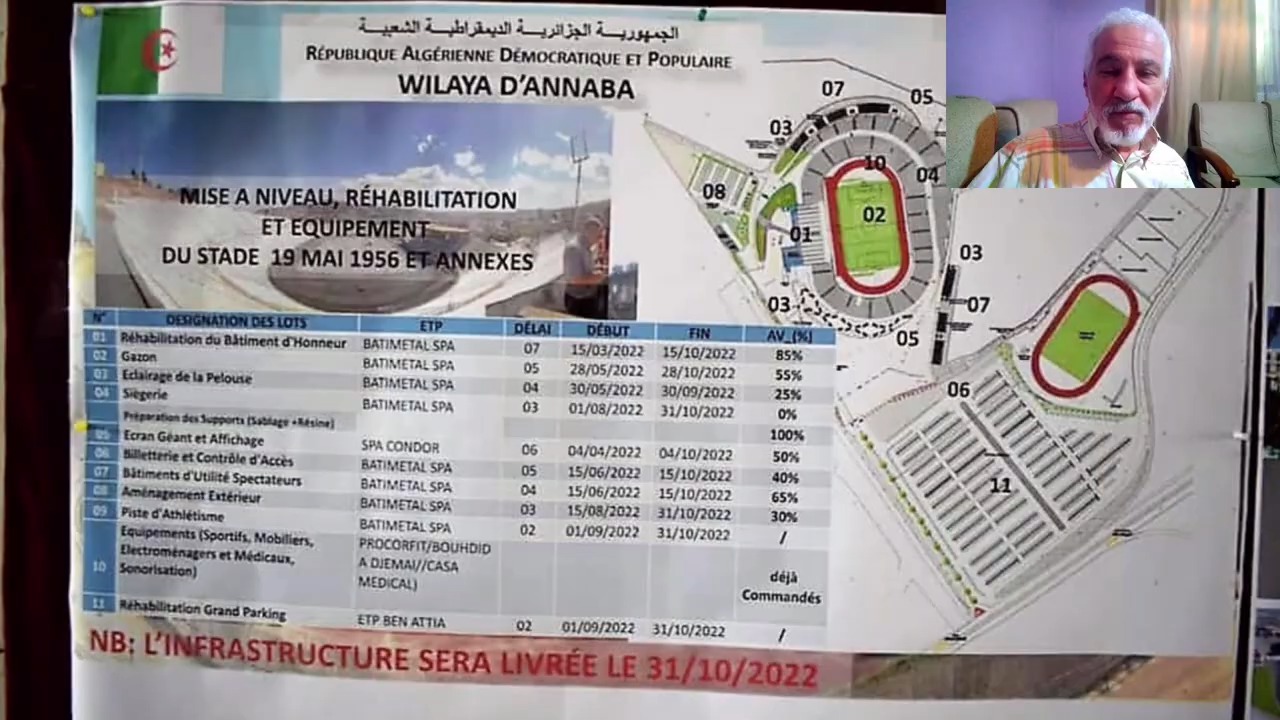 الجمهورية الجزائرية الديمقراطية الشعبية
RÉPUBLIQUE ALGÉRIENNE DÉMOCRATIQUE ET POPULAIRE
WILAYA D'ANNABA
MISE A NIVEAU, RÉHABILITATION
ET EQUIPEMENT
DU STADE 19 MAI 1956 ET ANNEXES
N° DESIGNATION DES LOTS ETP DÉLAI DÉBUT FIN AV_(%)
01 Réhabilitation du Bâtiment d'Honneur BATIMETAL SPA 07 15/03/2022 15/10/2022 85%
02 Gazon BATIMETAL SPA 05 28/05/2022 28/10/2022 55%
03 Eclairage de la Pelouse BATIMETAL SPA 04 30/05/2022 30/09/2022 25%
04 Siègerie BATIMETAL SPA 03 01/08/2022 31/10/2022 0%
Préparation des Supports (Sablage +Résine) 100%
05 Ecran Géant et Affichage SPA CONDOR 06 04/04/2022 04/10/2022 50%
06 Billetterie et Contrôle d'Accès BATIMETAL SPA 05 15/06/2022 15/10/2022 40%
07 Bâtiments d'Utilité Spectateurs BATIMETAL SPA 04 15/06/2022 15/10/2022 65%
08 Aménagement Extérieur BATIMETAL SPA 03 15/08/2022 31/10/2022 30%
09 Piste d'Athlétisme BATIMETAL SPA 02 01/09/2022 31/10/2022 /
10 Equipements (Sportifs, Mobiliers, PROCORFIT/BOUHDID
Electroménagers et Médicaux, A DJEMAI//CASA déjà
Sonorisation) MEDICAL) Commandés
11 Réhabilitation Grand Parking ETP BEN ATTIA 02 01/09/2022 31/10/2022 /
NB: L'INFRASTRUCTURE SERA LIVRÉE LE 31/10/2022
07
05
03
10
04
08
02
01
03
03
07
05
06
11